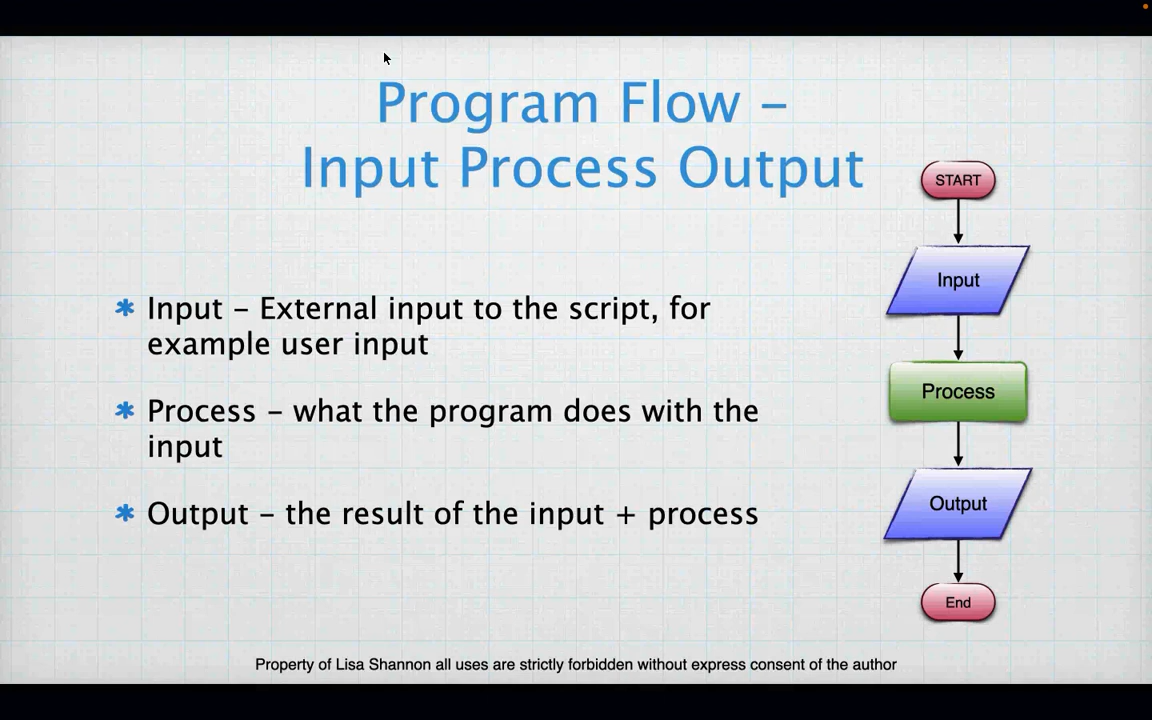 Program Flow –
Input Process Output
* Input – External input to the script, for
example user input
* Process – what the program does with the
input
* Output – the result of the input + process
START
Input
Process
Output
End
Property of Lisa Shannon all uses are strictly forbidden without express consent of the author